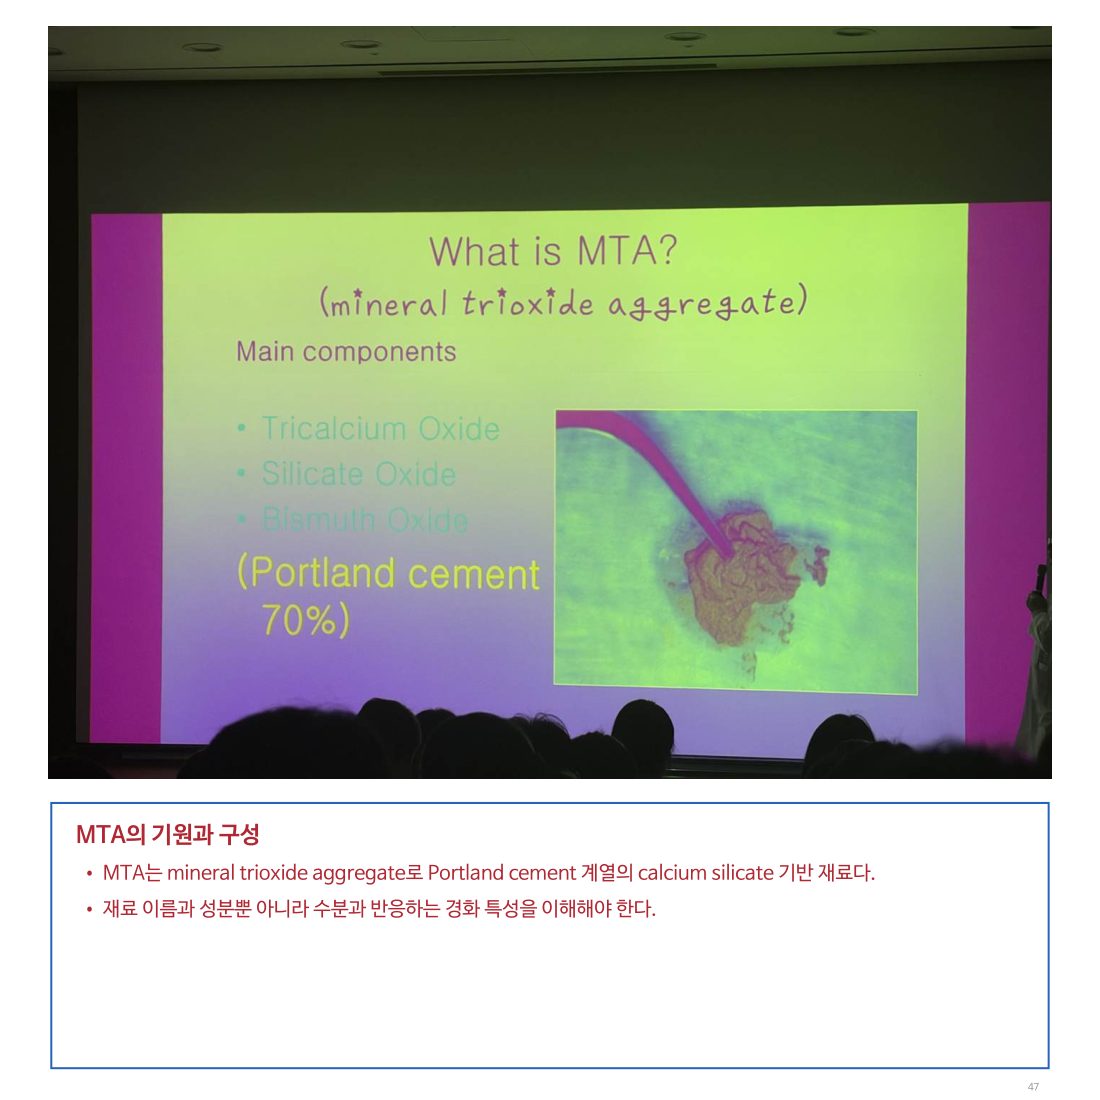 What is MTA?
(mineral trioxide aggregate)
Main components
• Tricalcium Oxide
• Silicate Oxide
• Bismuth Oxide
(Portland cement
70%)
MTA의 기원과 구성
• MTA는 mineral trioxide aggregate로 Portland cement 계열의 calcium silicate 기반 재료다.
• 재료 이름과 성분뿐 아니라 수분과 반응하는 경화 특성을 이해해야 한다.
47